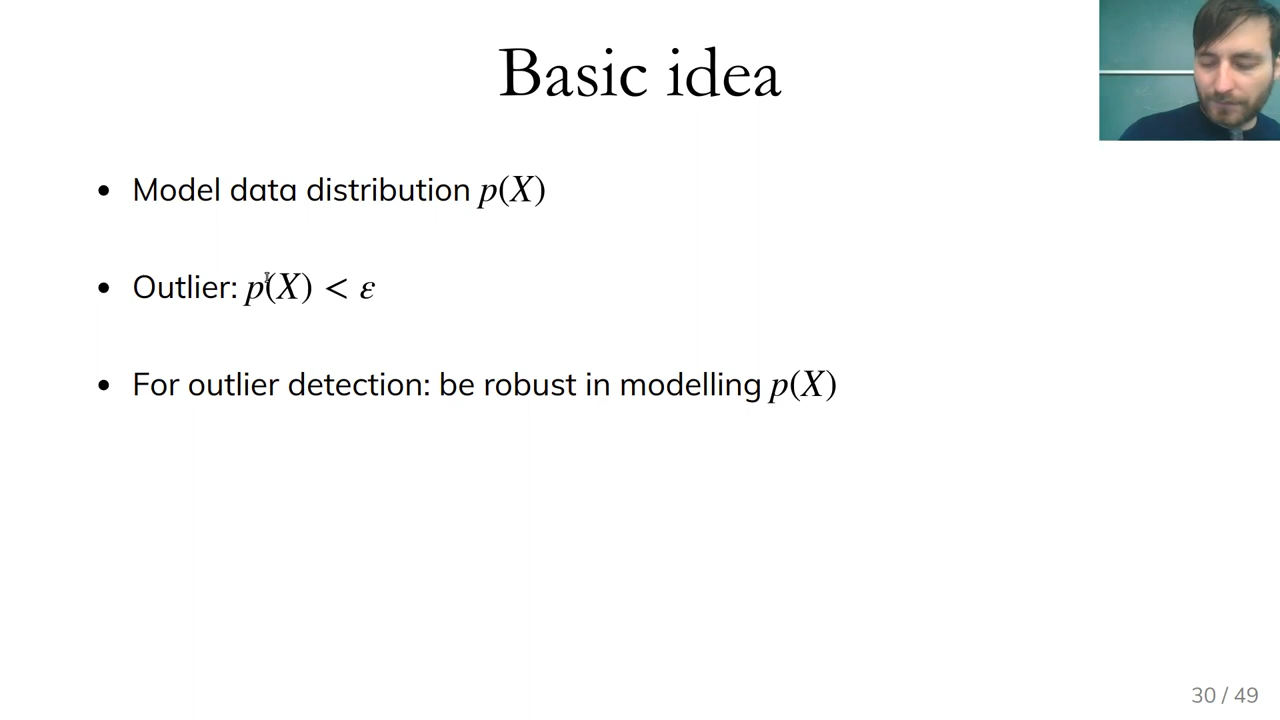 Basic idea
• Model data distribution p(X)
• Outlier: p(X) < ε
• For outlier detection: be robust in modelling p(X)
30 / 49